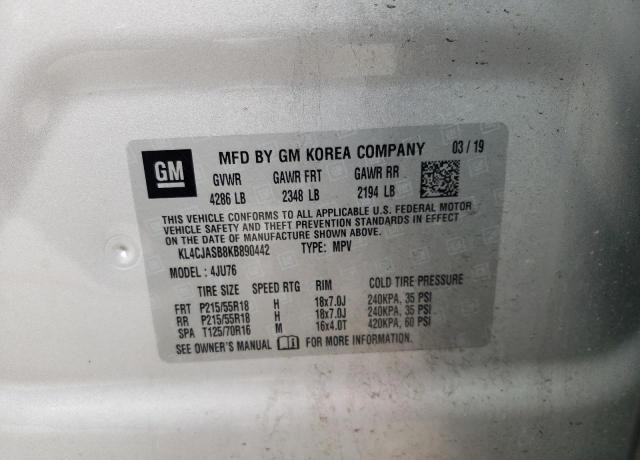 GM
MFD BY GM KOREA COMPANY 03 / 19
GVWR GAWR FRT GAWR RR
4286 LB 2348 LB 2194 LB
THIS VEHICLE CONFORMS TO ALL APPLICABLE U.S. FEDERAL MOTOR
VEHICLE SAFETY AND THEFT PREVENTION STANDARDS IN EFFECT
ON THE DATE OF MANUFACTURE SHOWN ABOVE.
KL4CJASB8KB890442 TYPE: MPV
MODEL : 4JU76
TIRE SIZE SPEED RTG RIM COLD TIRE PRESSURE
FRT P215/55R18 H 18x7.0J 240KPA, 35 PSI
RR P215/55R18 H 18x7.0J 240KPA, 35 PSI
SPA T125/70R16 M 16x4.0T 420KPA, 60 PSI
SEE OWNER'S MANUAL FOR MORE INFORMATION.